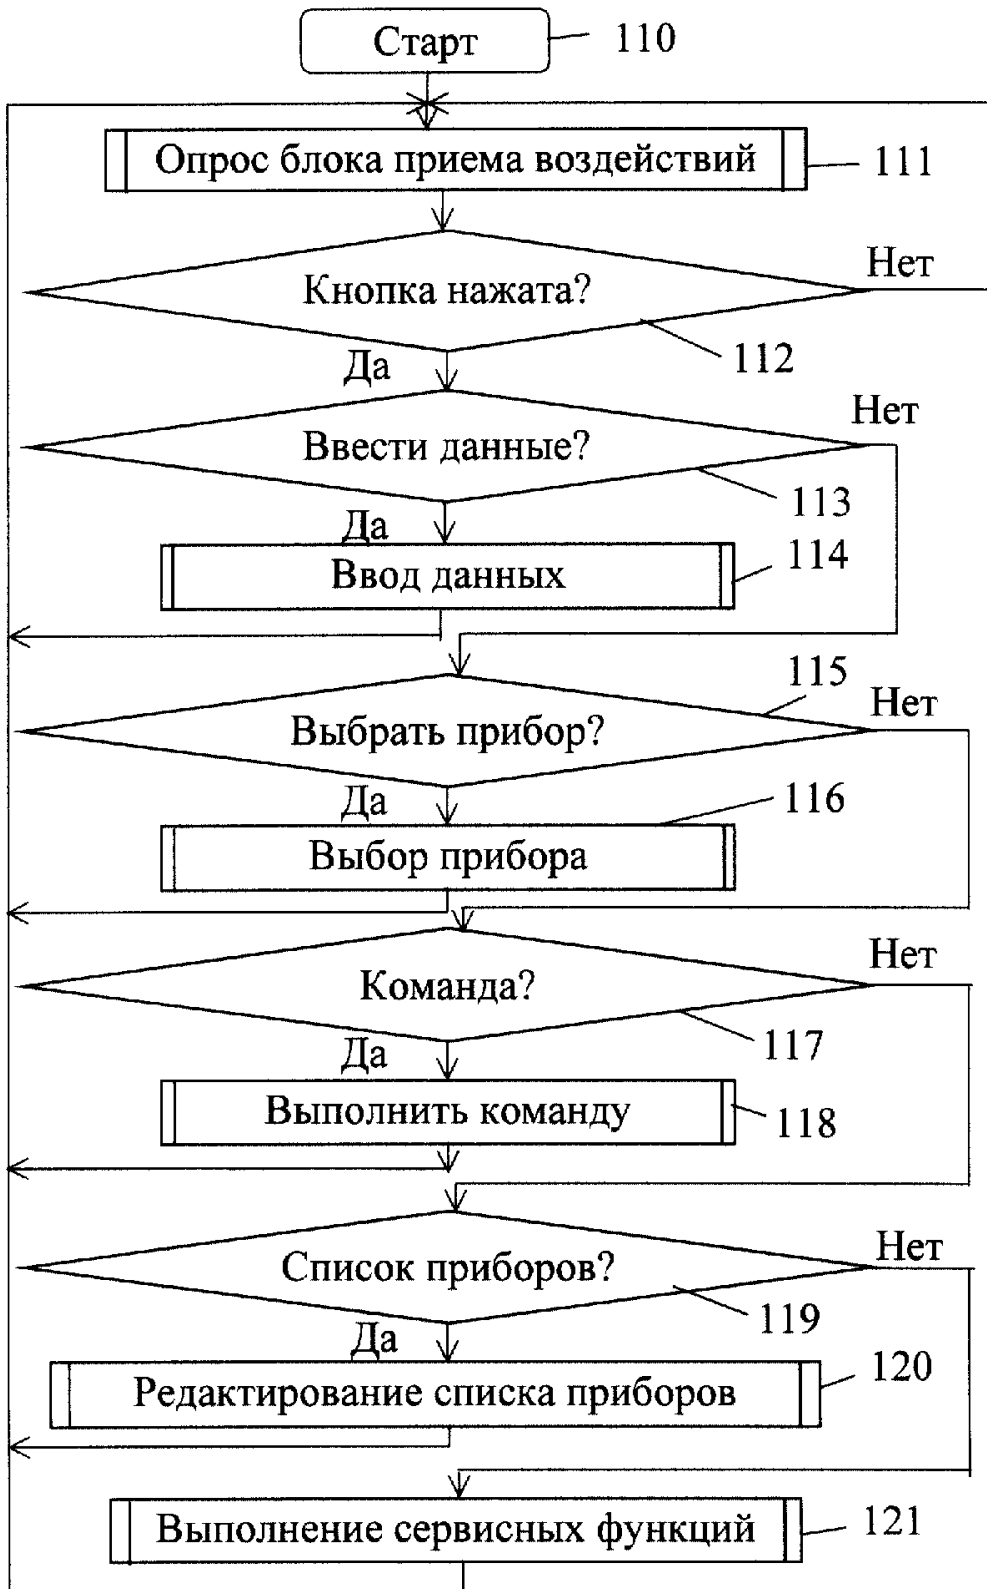 Старт
110
Опрос блока приема воздействий
111
Кнопка нажата?
Нет
112
Да
Ввести данные?
Нет
113
Да
Ввод данных
114
Выбрать прибор?
115
Нет
Да
116
Выбор прибора
Команда?
Нет
117
Да
Выполнить команду
118
Список приборов?
Нет
119
Да
Редактирование списка приборов
120
Выполнение сервисных функций
121